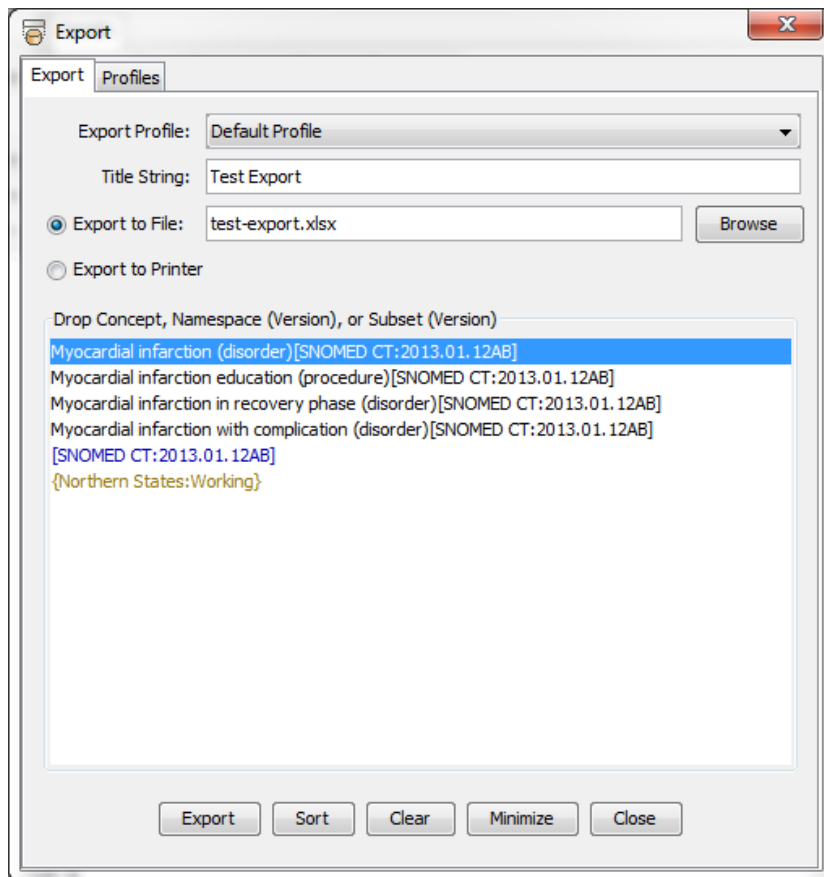 Export
Export Profiles
Export Profile: Default Profile
Title String: Test Export
Export to File: test-export.xlsx Browse
Export to Printer
Drop Concept, Namespace (Version), or Subset (Version)
Myocardial infarction (disorder)[SNOMED CT:2013.01.12AB]
Myocardial infarction education (procedure)[SNOMED CT:2013.01.12AB]
Myocardial infarction in recovery phase (disorder)[SNOMED CT:2013.01.12AB]
Myocardial infarction with complication (disorder)[SNOMED CT:2013.01.12AB]
[SNOMED CT:2013.01.12AB]
{Northern States:Working}
Export Sort Clear Minimize Close